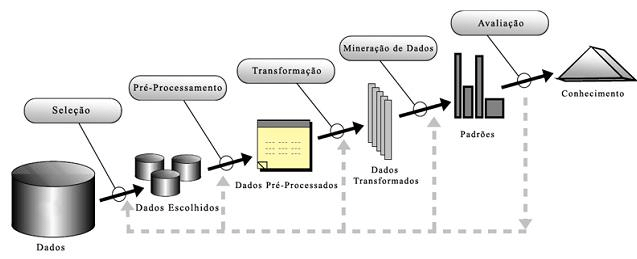 Avaliação
Mineração de Dados
Transformação
Pré-Processamento
Seleção
Conhecimento
Padrões
Dados
Transformados
Dados Pré-Processados
Dados Escolhidos
Dados